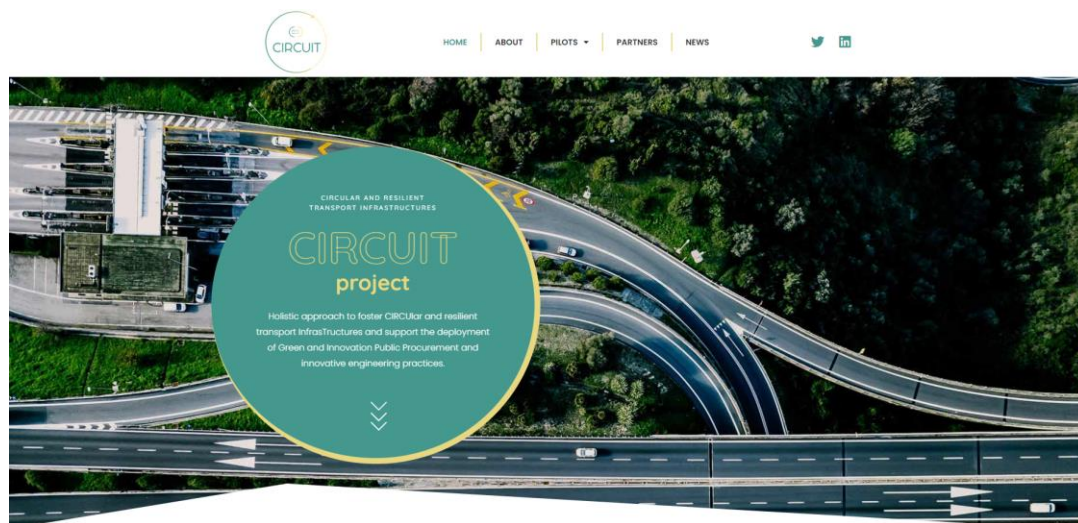 CIRCUIT
HOME
ABOUT
PILOTS
PARTNERS
NEWS
CIRCULAR AND RESILIENT
TRANSPORT INFRASTRUCTURES
CIRCUIT
project
Holistic approach to foster CIRCUlar and resilient
transport InfrasTructures and support the deployment
of Green and Innovation Public Procurement and
innovative engineering practices.